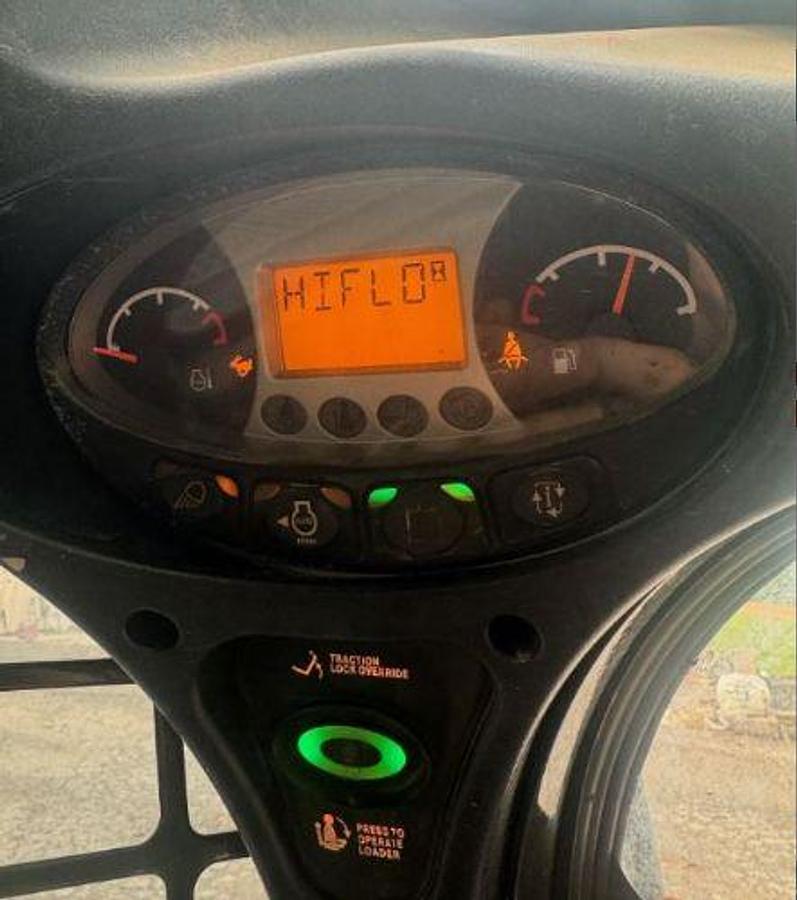 HIFLO
TRACTION
LOCK OVERRIDE
PRESS TO
OPERATE
LOADER